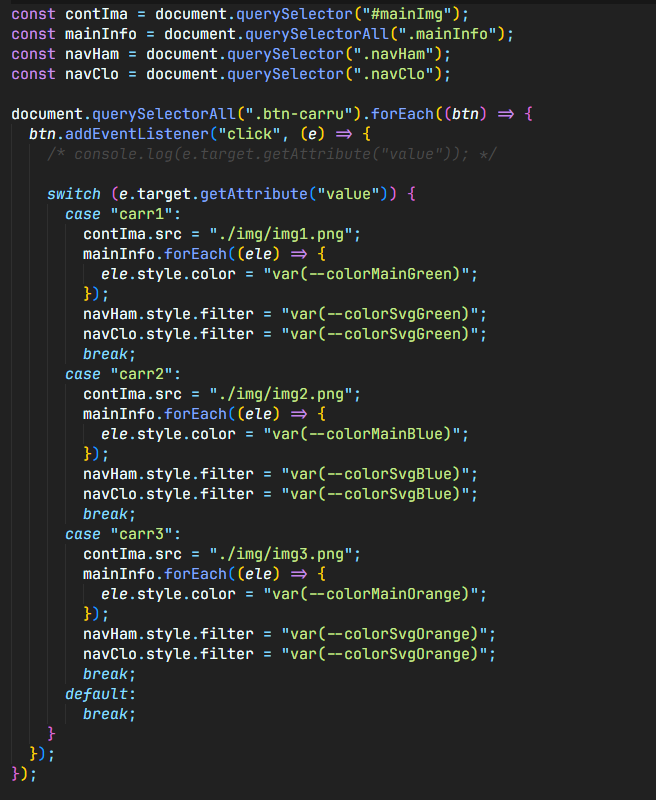 const contIma = document.querySelector("#mainImg");
const mainInfo = document.querySelectorAll(".mainInfo");
const navHam = document.querySelector(".navHam");
const navClo = document.querySelector(".navClo");

document.querySelectorAll(".btn-carru").forEach((btn) => {
  btn.addEventListener("click", (e) => {
    /* console.log(e.target.getAttribute("value")); */

    switch (e.target.getAttribute("value")) {
      case "carr1":
        contIma.src = "./img/img1.png";
        mainInfo.forEach((ele) => {
          ele.style.color = "var(--colorMainGreen)";
        });
        navHam.style.filter = "var(--colorSvgGreen)";
        navClo.style.filter = "var(--colorSvgGreen)";
        break;
      case "carr2":
        contIma.src = "./img/img2.png";
        mainInfo.forEach((ele) => {
          ele.style.color = "var(--colorMainBlue)";
        });
        navHam.style.filter = "var(--colorSvgBlue)";
        navClo.style.filter = "var(--colorSvgBlue)";
        break;
      case "carr3":
        contIma.src = "./img/img3.png";
        mainInfo.forEach((ele) => {
          ele.style.color = "var(--colorMainOrange)";
        });
        navHam.style.filter = "var(--colorSvgOrange)";
        navClo.style.filter = "var(--colorSvgOrange)";
        break;
      default:
        break;
    }
  });
});